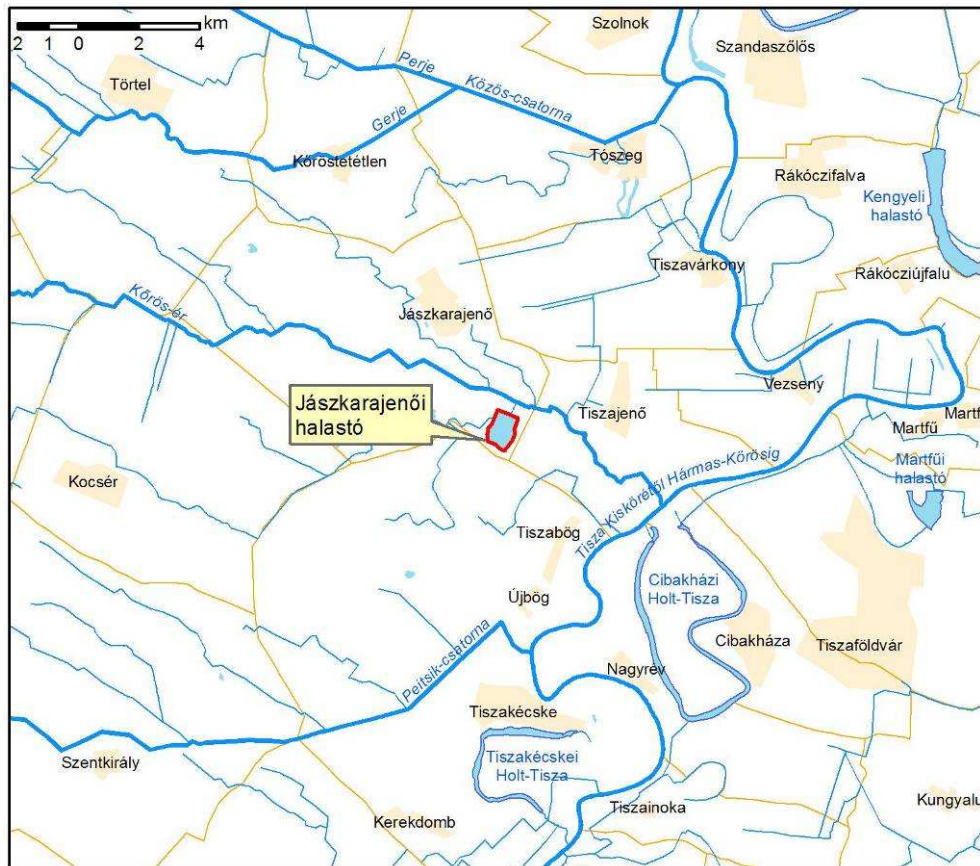 km
2 1 0 2 4
Szolnok
Szandaszőlős
Törtel
Perje
Közös-csatorna
Gerje
Kőröstetétlen
Tószeg
Rákóczifalva
Kengyeli
halastó
Tiszavárkony
Rákócziújfalu
Kőrös-ér
Jászkarajenő
Vezseny
Jászkarajenői
halastó
Tiszajenő
Martfű
Martf
Martfűi
halastó
Kocsér
Tisza Kiskörétől Hármas-Körösig
Tiszabög
Cibakházi
Holt-Tisza
Újbög
Cibakháza
Tiszaföldvár
Peitsik-csatorna
Nagyrév
Tiszakécske
Tiszakécskei
Holt-Tisza
Szentkirály
Tiszainoka
Kungyalu
Kerekdomb